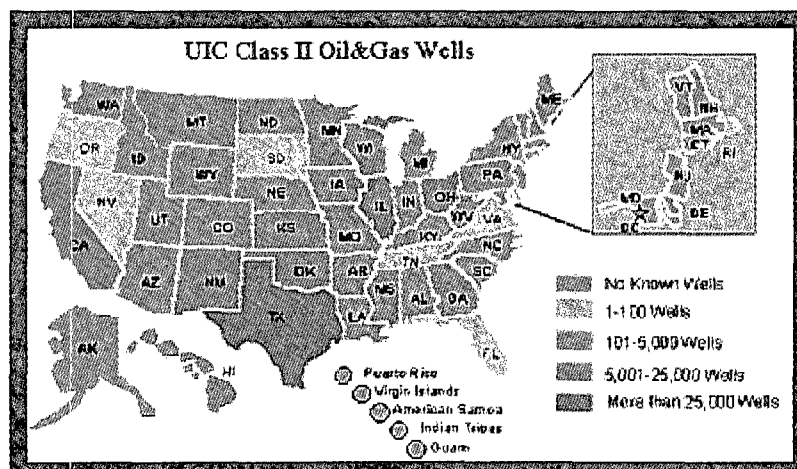 UIC Class II Oil&Gas Wells
WA
MT
ND
MN
ME
OR
ID
WY
SD
WI
MI
NY
NV
UT
CO
NE
IA
IL
IN
OH
PA
WV
VA
CA
KS
MO
KY
NC
AZ
NM
OK
AR
TN
SC
TX
LA
MS
AL
GA
FL
AK
HI
VT
NH
MA
CT
RI
NJ
MD
DE
DC
No Known Wells
1-100 Wells
101-5,000 Wells
5,001-25,000 Wells
More than 25,000 Wells
Puerto Rico
Virgin Islands
American Samoa
Indian Tribes
Guam